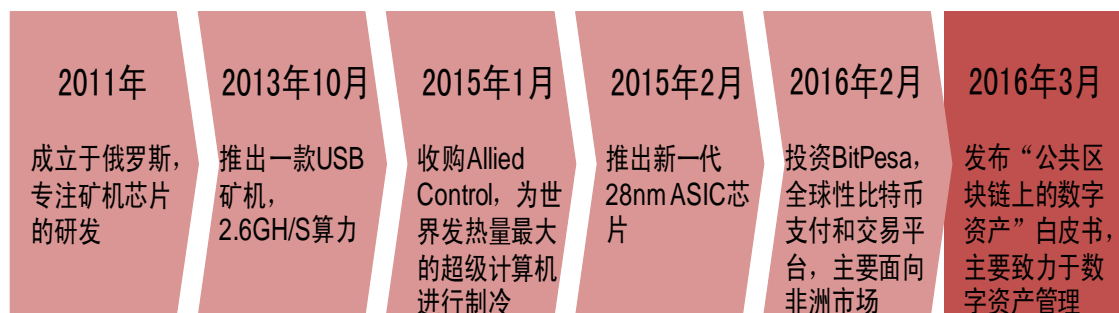 2011年
成立于俄罗斯，
专注矿机芯片
的研发
2013年10月
推出一款USB
矿机，
2.6GH/S算力
2015年1月
收购Allied
Control，为世
界发热量最大
的超级计算机
进行制冷
2015年2月
推出新一代
28nm ASIC芯
片
2016年2月
投资BitPesa，
全球性比特币
支付和交易平
台，主要面向
非洲市场
2016年3月
发布“公共区
块链上的数字
资产”白皮书，
主要致力于数
字资产管理